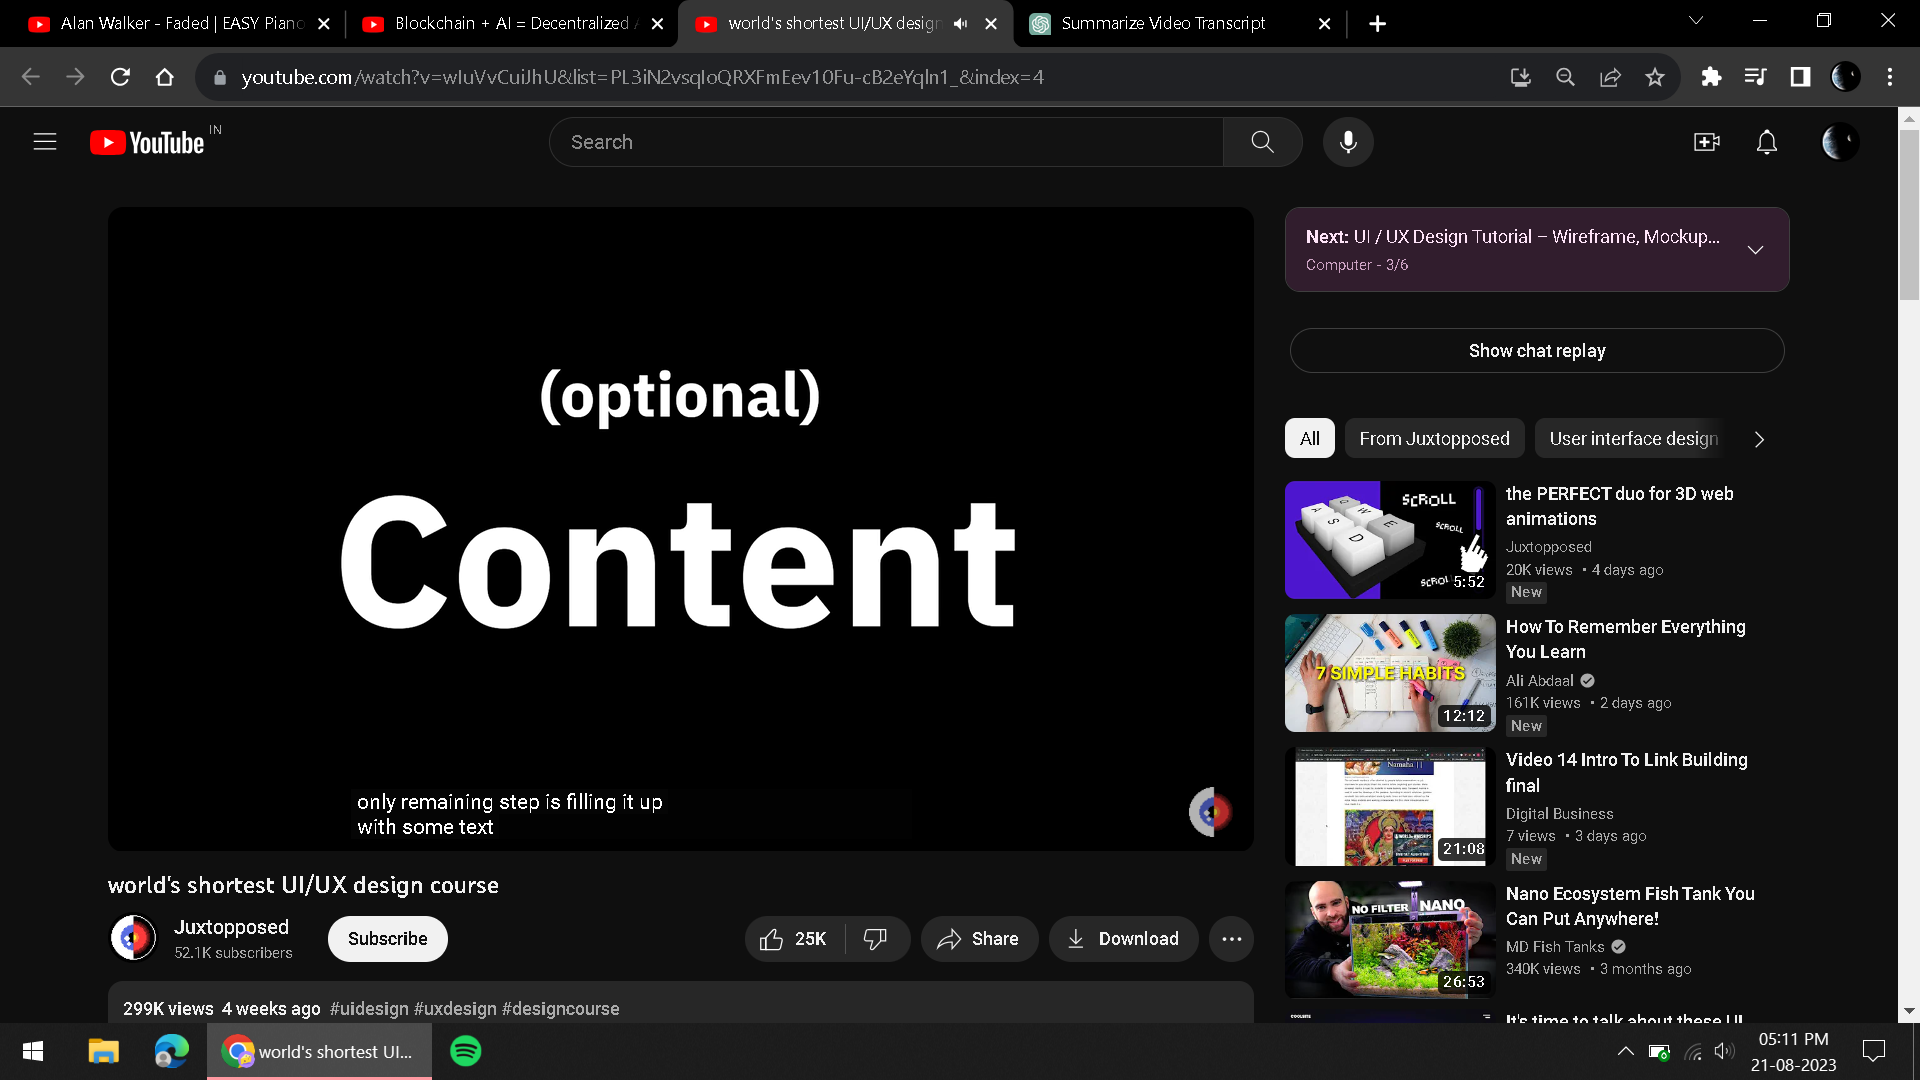 Alan Walker - Faded | EASY Piano
Blockchain + AI = Decentralized
world's shortest UI/UX design
Summarize Video Transcript
youtube.com/watch?v=wIuVvCuiJhU&list=PL3iN2vsqIoQRXFmEev10Fu-cB2eYqln1_&index=4
YouTube IN
Search
(optional)
Content
only remaining step is filling it up
with some text
world's shortest UI/UX design course
Juxtopposed
52.1K subscribers
Subscribe
25K
Share
Download
299K views 4 weeks ago #uidesign #uxdesign #designcourse
Next: UI / UX Design Tutorial – Wireframe, Mockup...
Computer - 3/6
Show chat replay
All
From Juxtopposed
User interface design
SCROLL
SCROLL
SCROLL
A S D W E
5:52
the PERFECT duo for 3D web
animations
Juxtopposed
20K views • 4 days ago
New
7 SIMPLE HABITS
12:12
How To Remember Everything
You Learn
Ali Abdaal
161K views • 2 days ago
New
Namaha ||
21:08
Video 14 Intro To Link Building
final
Digital Business
7 views • 3 days ago
New
NO FILTER NANO
26:53
Nano Ecosystem Fish Tank You
Can Put Anywhere!
MD Fish Tanks
340K views • 3 months ago
It's time to talk about these UI
world's shortest UI...
05:11 PM
21-08-2023